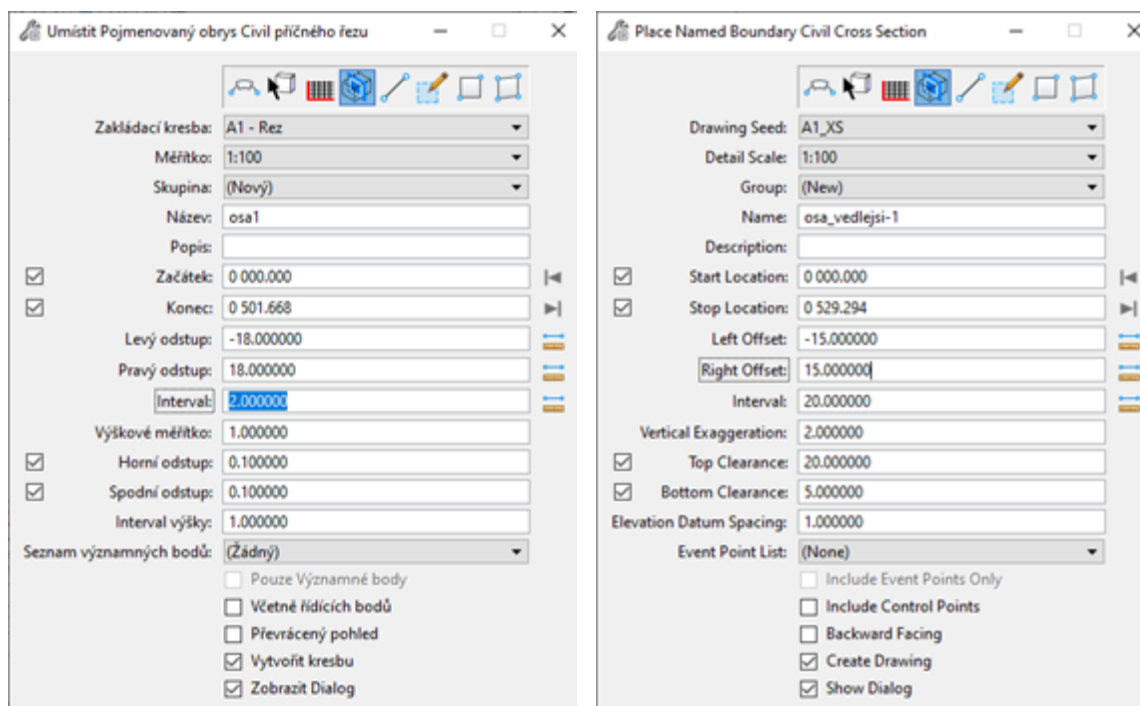 Umístit Pojmenovaný obrys Civil příčného řezu
Zakládací kresba: A1 - Rez
Měřítko: 1:100
Skupina: (Nový)
Název: osa1
Popis:
Začátek: 0 000.000
Konec: 0 501.668
Levý odstup: -18.000000
Pravý odstup: 18.000000
Interval: 2.000000
Výškové měřítko: 1.000000
Horní odstup: 0.100000
Spodní odstup: 0.100000
Interval výšky: 1.000000
Seznam významných bodů: (Žádný)
Pouze Významné body
Včetně řídících bodů
Převrácený pohled
Vytvořit kresbu
Zobrazit Dialog
Place Named Boundary Civil Cross Section
Drawing Seed: A1_XS
Detail Scale: 1:100
Group: (New)
Name: osa_vedlejsi-1
Description:
Start Location: 0 000.000
Stop Location: 0 529.294
Left Offset: -15.000000
Right Offset: 15.000000
Interval: 20.000000
Vertical Exaggeration: 2.000000
Top Clearance: 20.000000
Bottom Clearance: 5.000000
Elevation Datum Spacing: 1.000000
Event Point List: (None)
Include Event Points Only
Include Control Points
Backward Facing
Create Drawing
Show Dialog